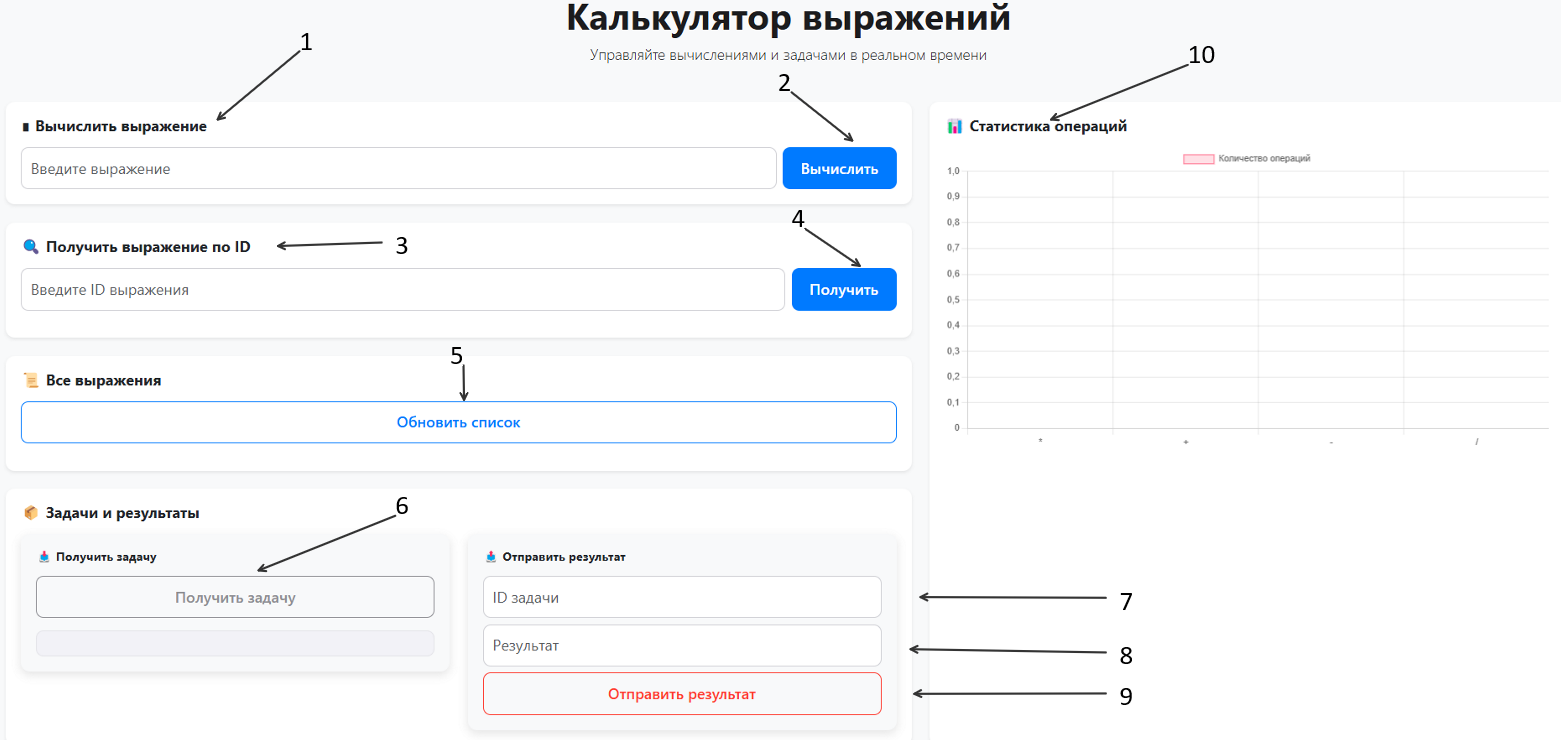 Калькулятор выражений
Управляйте вычислениями и задачами в реальном времени
1
2
10
Вычислить выражение
Введите выражение
Вычислить
3
4
Получить выражение по ID
Введите ID выражения
Получить
5
Все выражения
Обновить список
6
Задачи и результаты
Получить задачу
Получить задачу
Отправить результат
ID задачи
7
Результат
8
Отправить результат
9
Статистика операций
Количество операций
1,0
0,9
0,8
0,7
0,6
0,5
0,4
0,3
0,2
0,1
0
* + - /